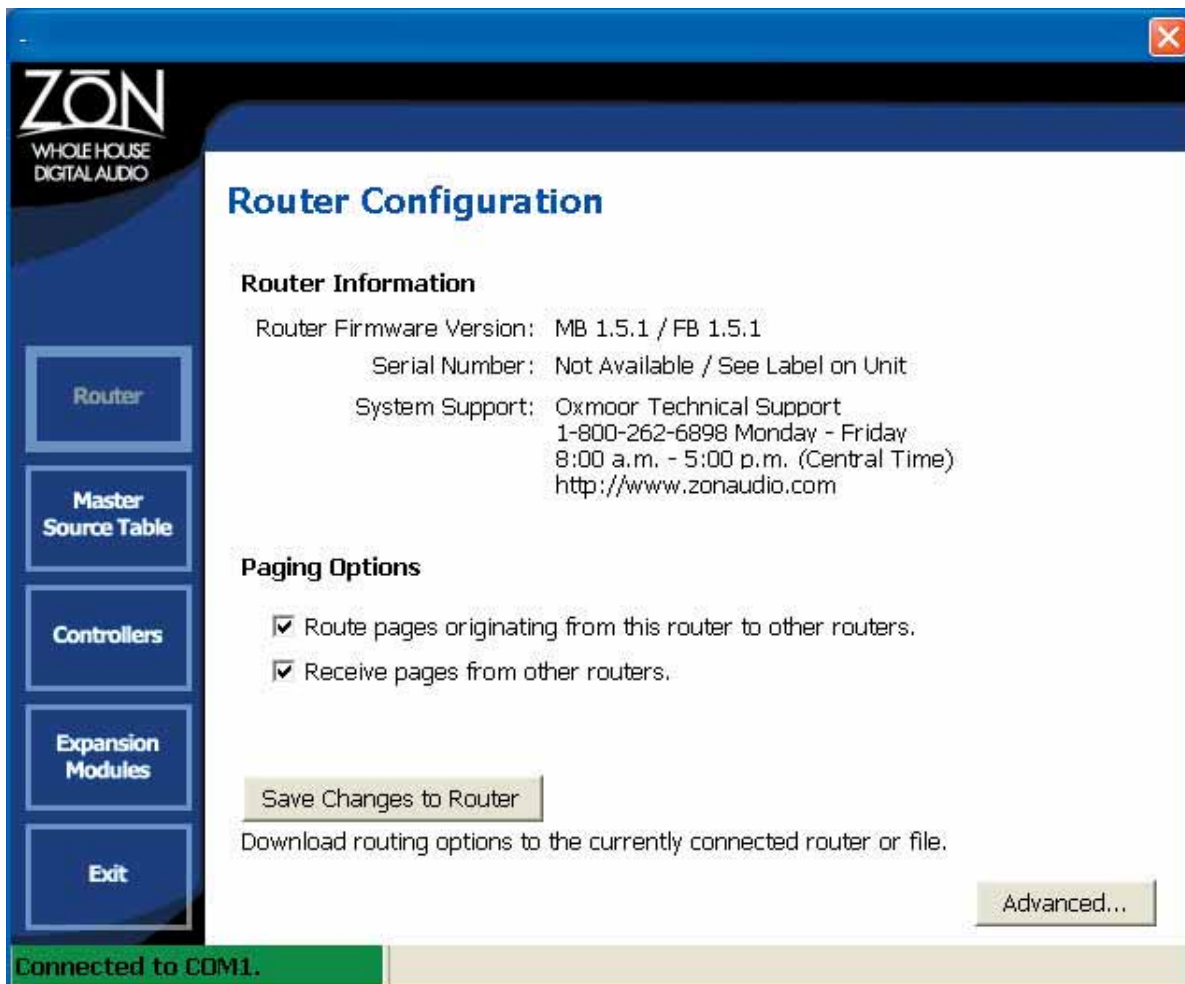 ZŌN
WHOLE HOUSE
DIGITAL AUDIO
Router Configuration
Router Information
Router Firmware Version: MB 1.5.1 / FB 1.5.1
Serial Number: Not Available / See Label on Unit
System Support: Oxmoor Technical Support
1-800-262-6898 Monday - Friday
8:00 a.m. - 5:00 p.m. (Central Time)
http://www.zonaudio.com
Paging Options
Route pages originating from this router to other routers.
Receive pages from other routers.
Save Changes to Router
Download routing options to the currently connected router or file.
Advanced...
Router
Master
Source Table
Controllers
Expansion
Modules
Exit
Connected to COM1.